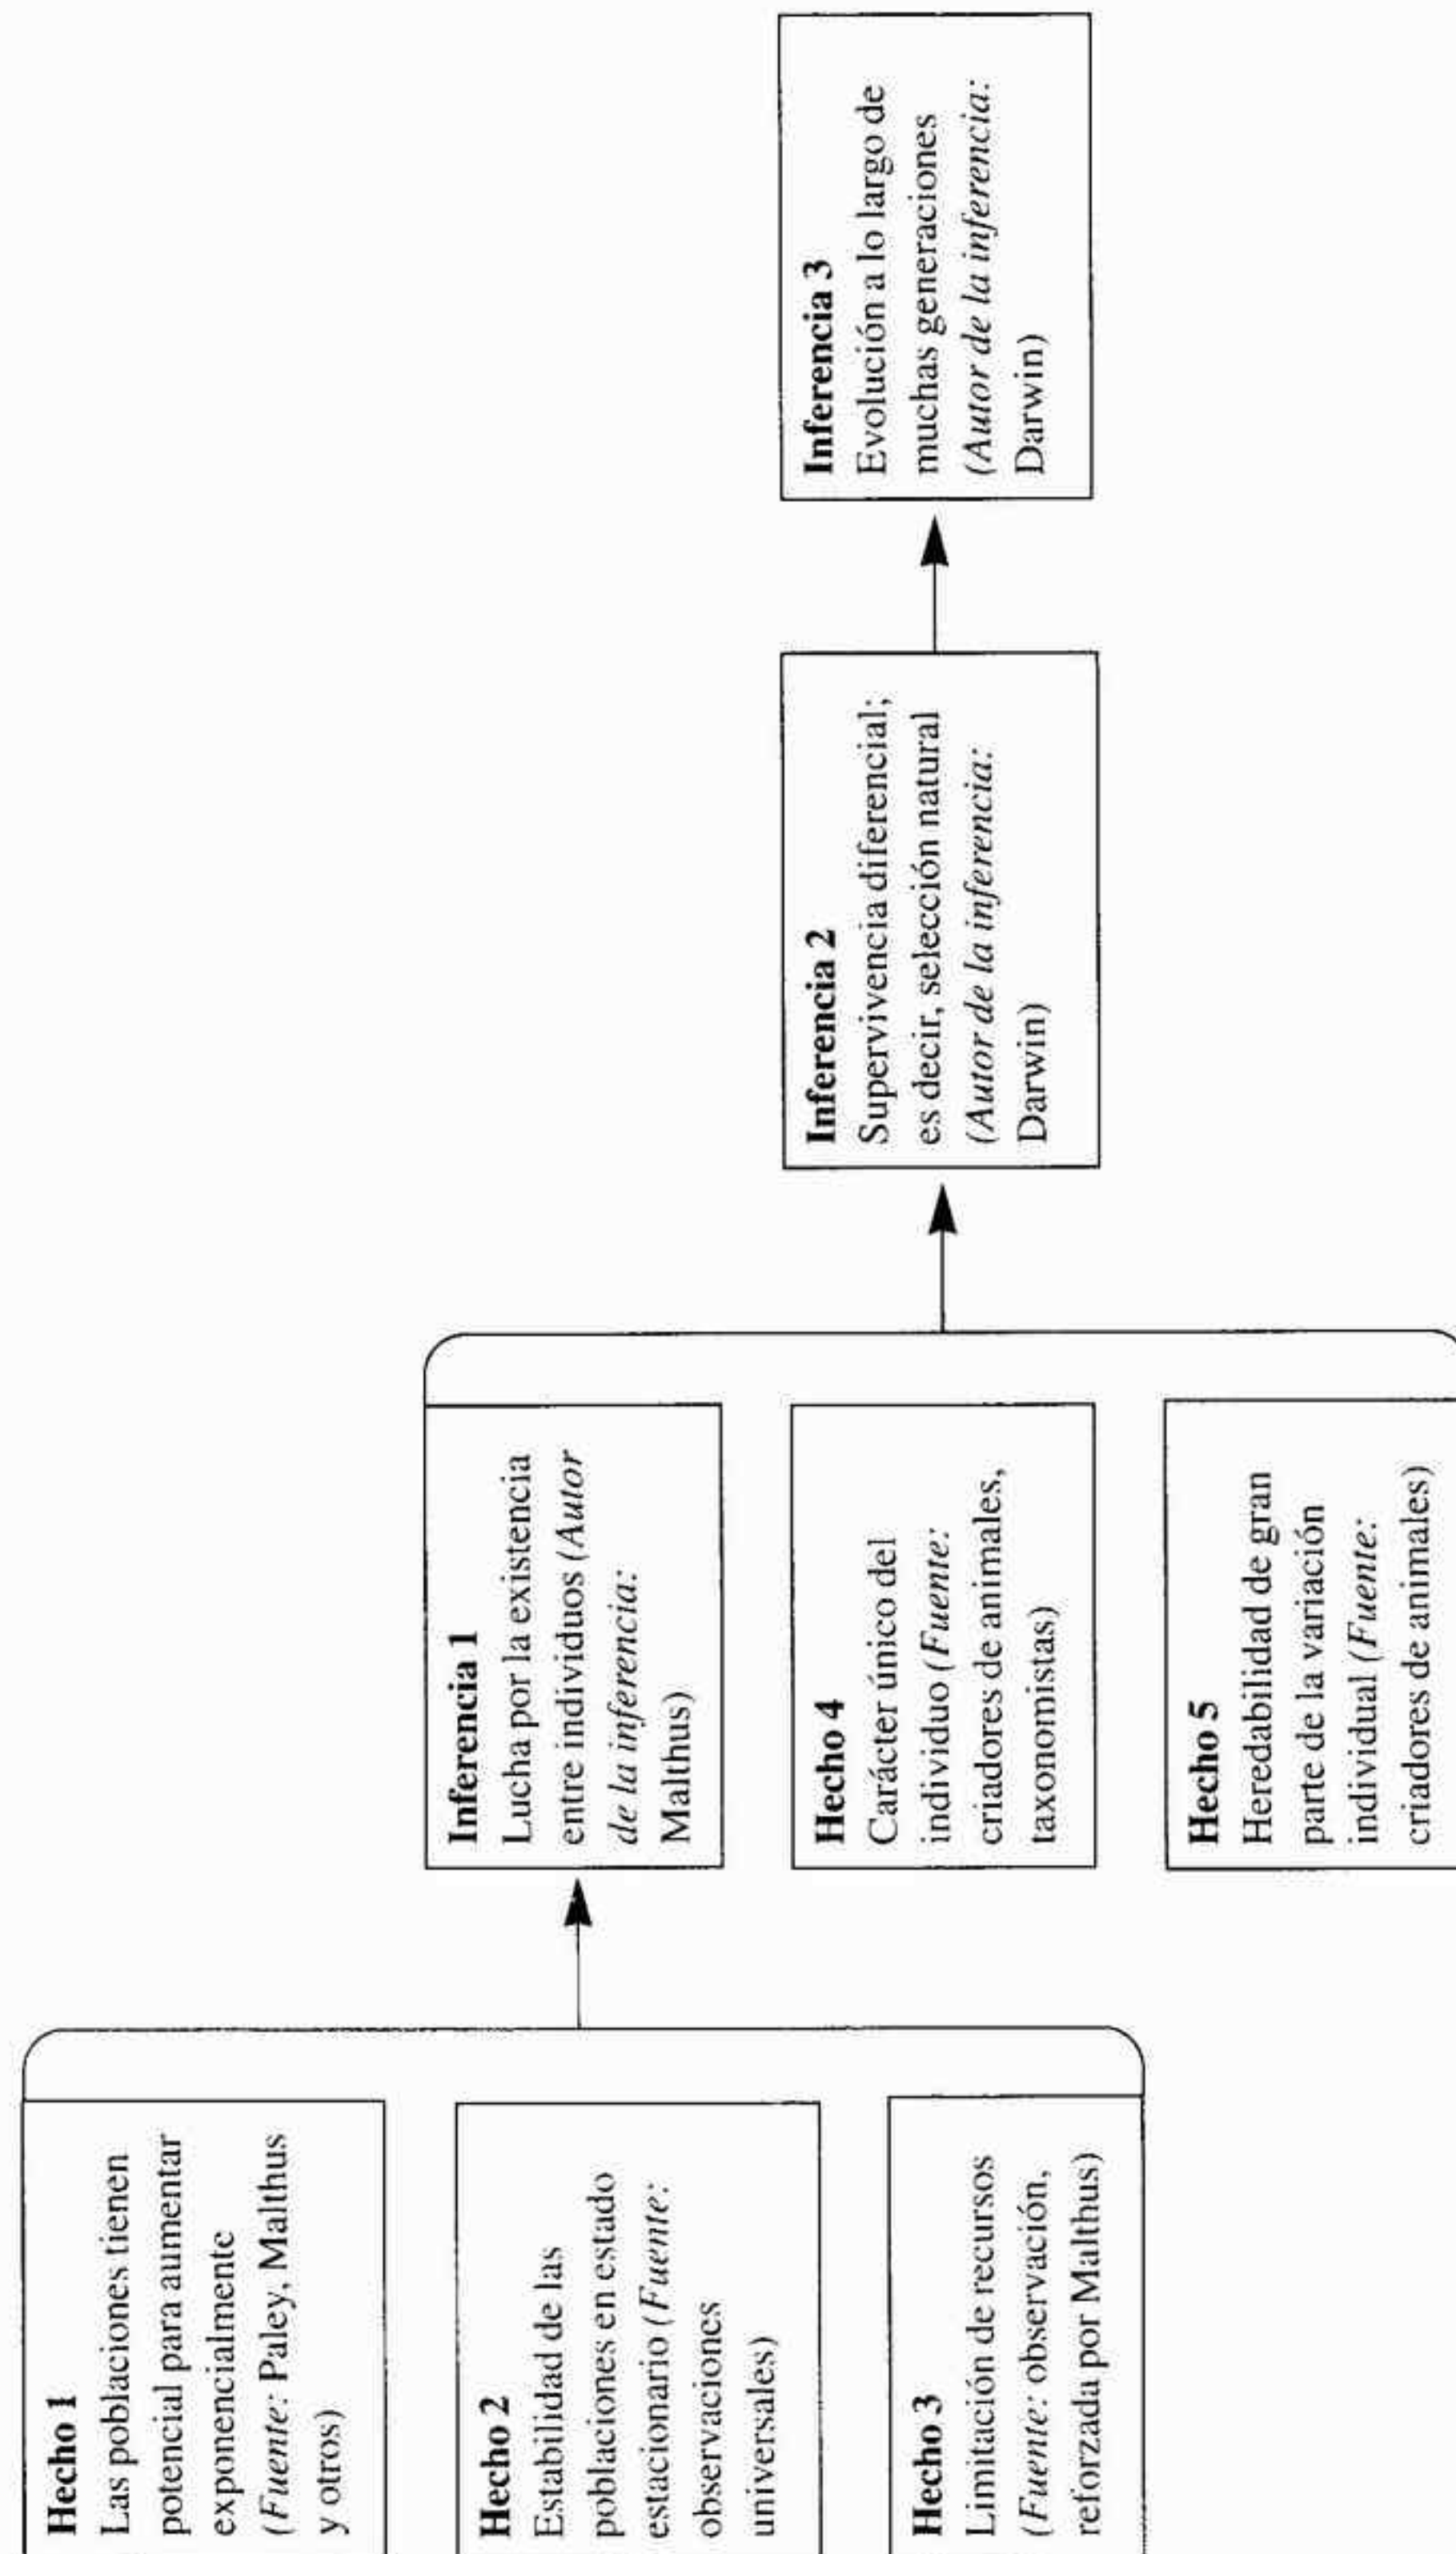 Hecho 1
Las poblaciones tienen
potencial para aumentar
exponencialmente
(Fuente: Paley, Malthus
y otros)
Hecho 2
Estabilidad de las
poblaciones en estado
estacionario (Fuente:
observaciones
universales)
Hecho 3
Limitación de recursos
(Fuente: observación,
reforzada por Malthus)
Inferencia 1
Lucha por la existencia
entre individuos (Autor
de la inferencia:
Malthus)
Hecho 4
Carácter único del
individuo (Fuente:
criadores de animales,
taxonomistas)
Hecho 5
Heredabilidad de gran
parte de la variación
individual (Fuente:
criadores de animales)
Inferencia 2
Supervivencia diferencial;
es decir, selección natural
(Autor de la inferencia:
Darwin)
Inferencia 3
Evolución a lo largo de
muchas generaciones
(Autor de la inferencia:
Darwin)